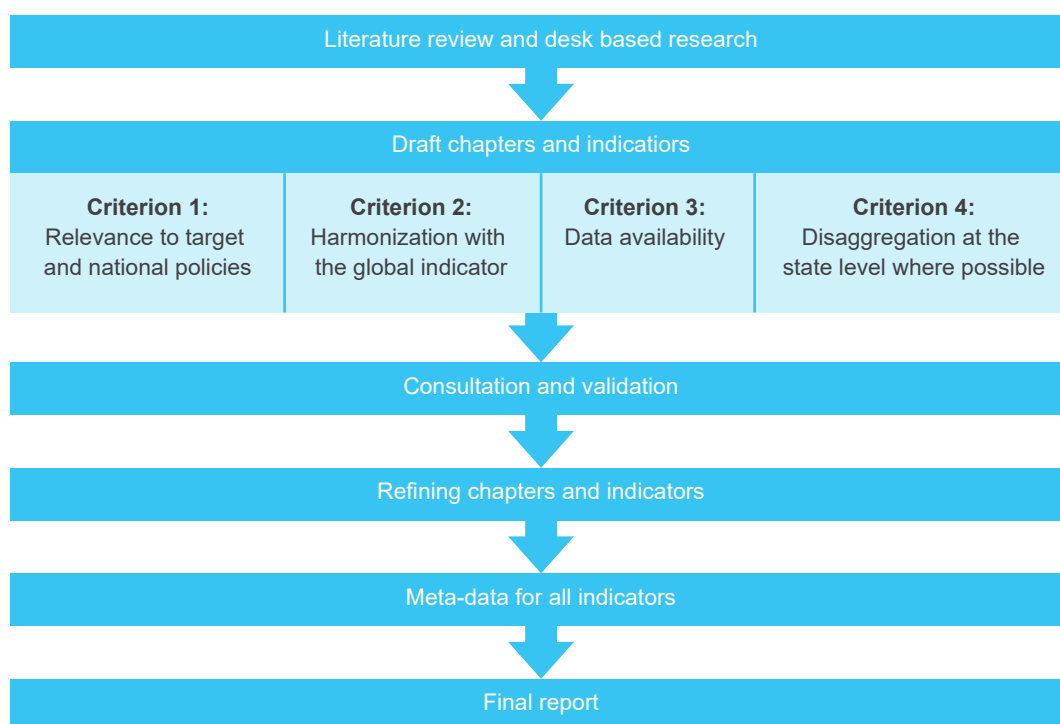 Literature review and desk based research
Draft chapters and indicatiors
Criterion 1:
Relevance to target
and national policies
Criterion 2:
Harmonization with
the global indicator
Criterion 3:
Data availability
Criterion 4:
Disaggregation at the
state level where possible
Consultation and validation
Refining chapters and indicators
Meta-data for all indicators
Final report